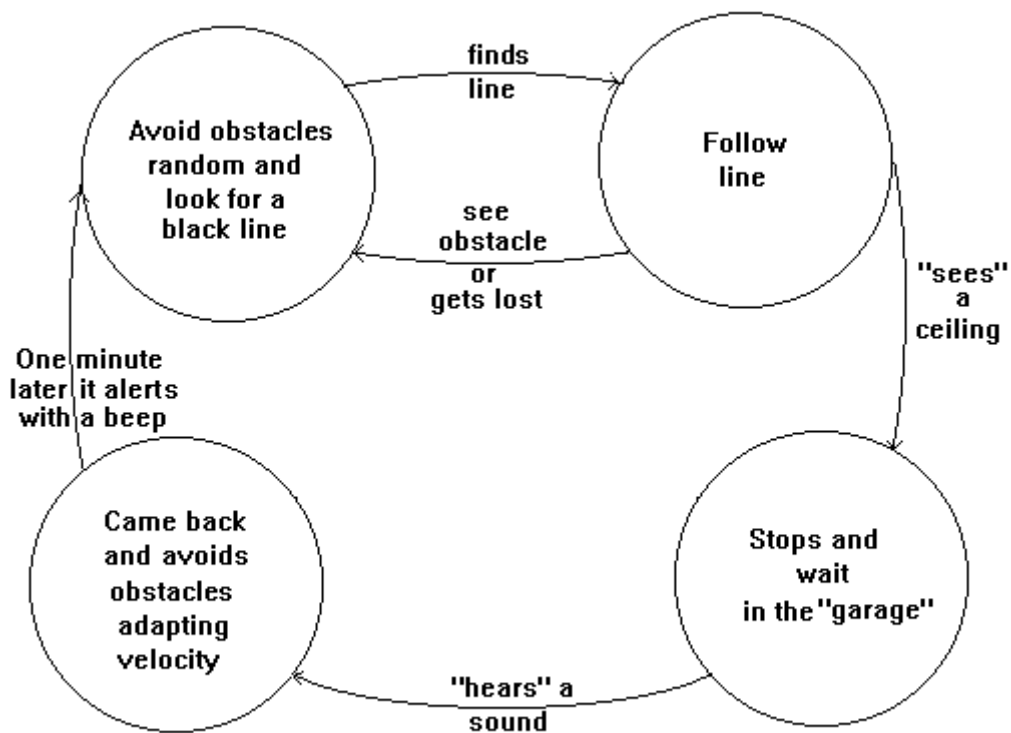 finds
line
Avoid obstacles
random and
look for a
black line
Follow
line
see
obstacle
or
gets lost
"sees"
a
ceiling
One minute
later it alerts
with a beep
Came back
and avoids
obstacles
adapting
velocity
Stops and
wait
in the "garage"
"hears" a
sound